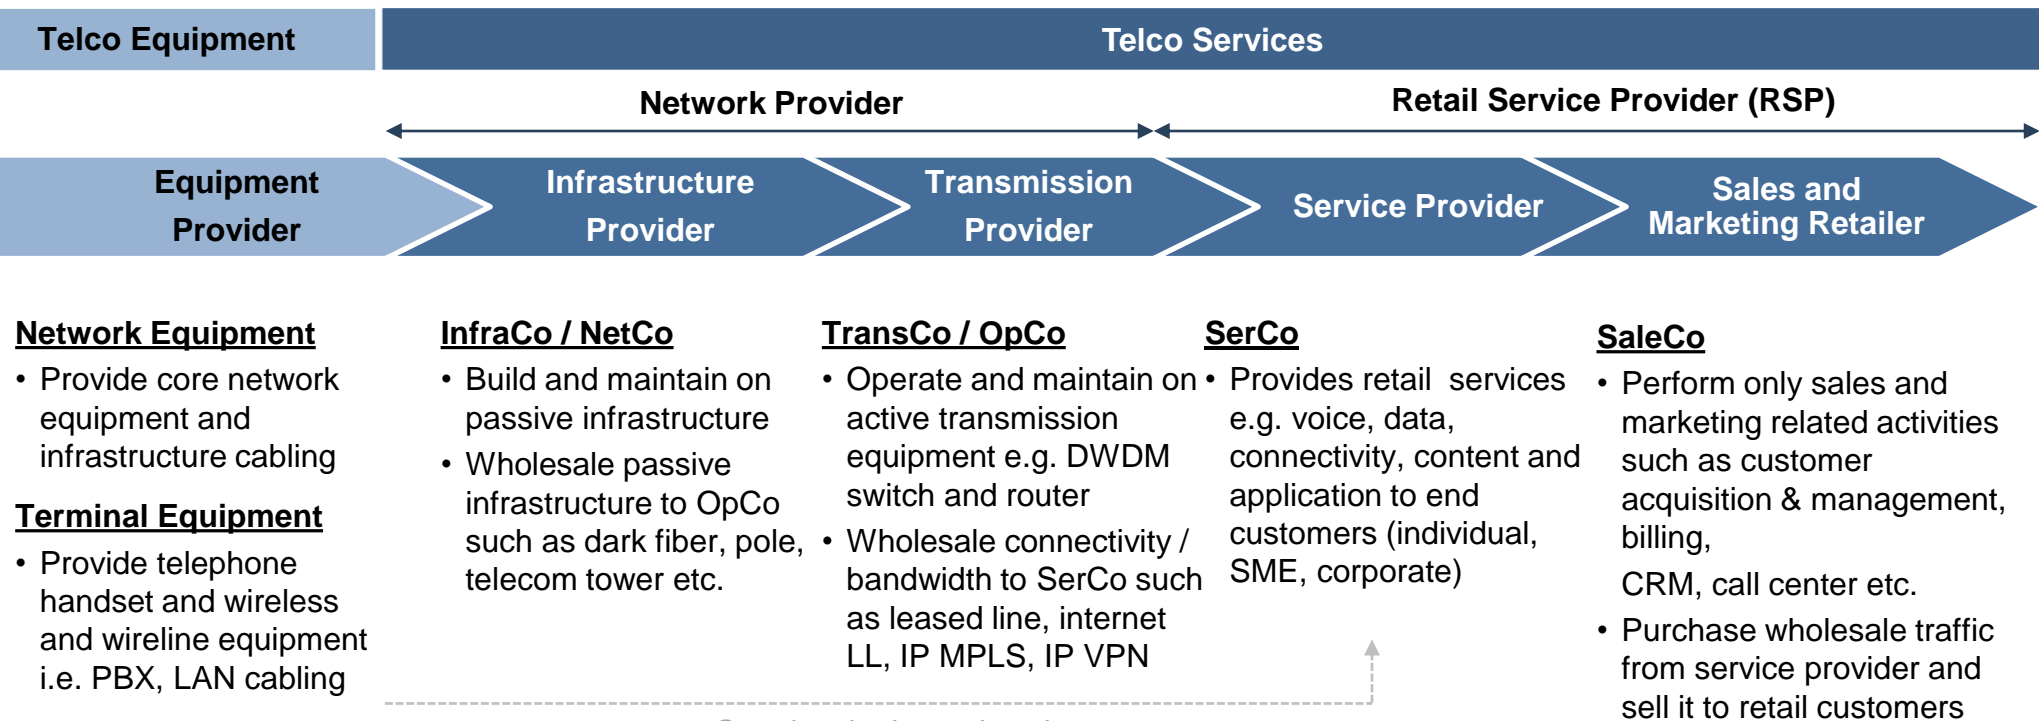 Telco Equipment
Telco Services
Network Provider
Retail Service Provider (RSP)
Equipment
Provider
Infrastructure
Provider
Transmission
Provider
Service Provider
Sales and
Marketing Retailer
Network Equipment
• Provide core network
equipment and
infrastructure cabling
Terminal Equipment
• Provide telephone
handset and wireless
and wireline equipment
i.e. PBX, LAN cabling
InfraCo / NetCo
• Build and maintain on
passive infrastructure
• Wholesale passive
infrastructure to OpCo
such as dark fiber, pole,
telecom tower etc.
TransCo / OpCo
• Operate and maintain on
active transmission
equipment e.g. DWDM
switch and router
• Wholesale connectivity /
bandwidth to SerCo such
as leased line, internet
LL, IP MPLS, IP VPN
SerCo
• Provides retail services
e.g. voice, data,
connectivity, content and
application to end
customers (individual,
SME, corporate)
SaleCo
• Perform only sales and
marketing related activities
such as customer
acquisition & management,
billing,
CRM, call center etc.
• Purchase wholesale traffic
from service provider and
sell it to retail customers